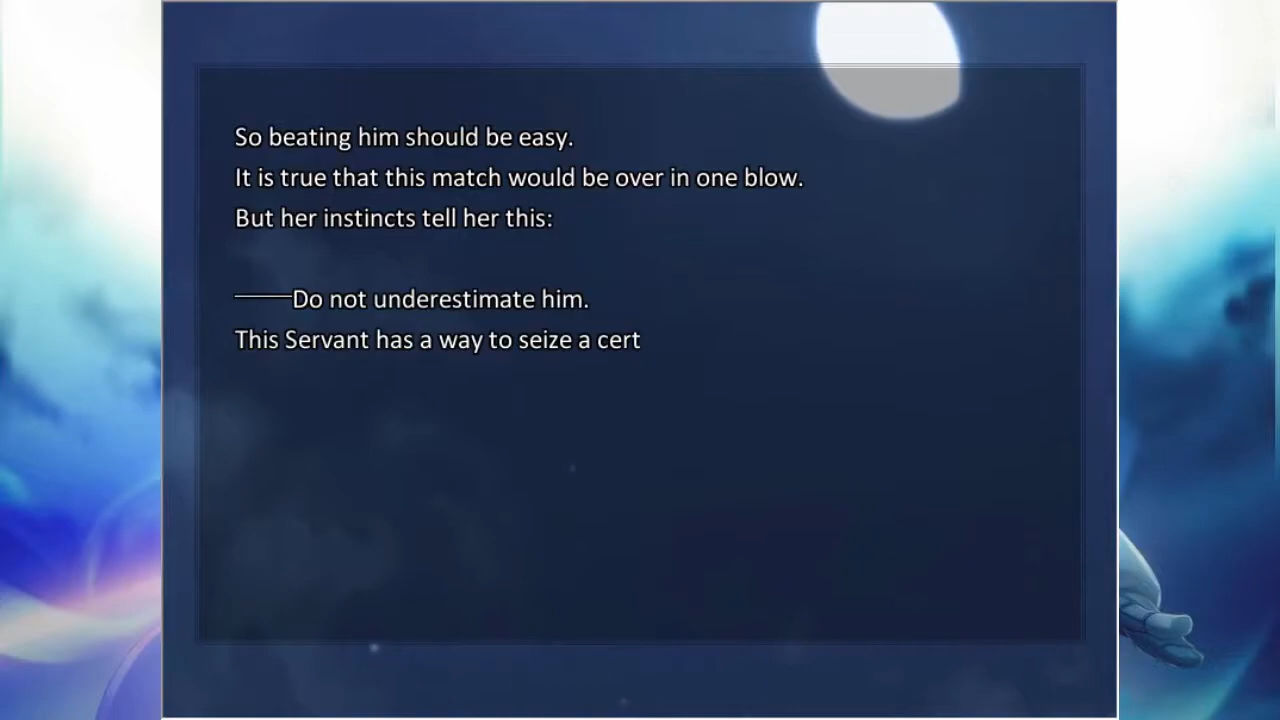 So beating him should be easy.
It is true that this match would be over in one blow.
But her instincts tell her this:
───Do not underestimate him.
This Servant has a way to seize a cert